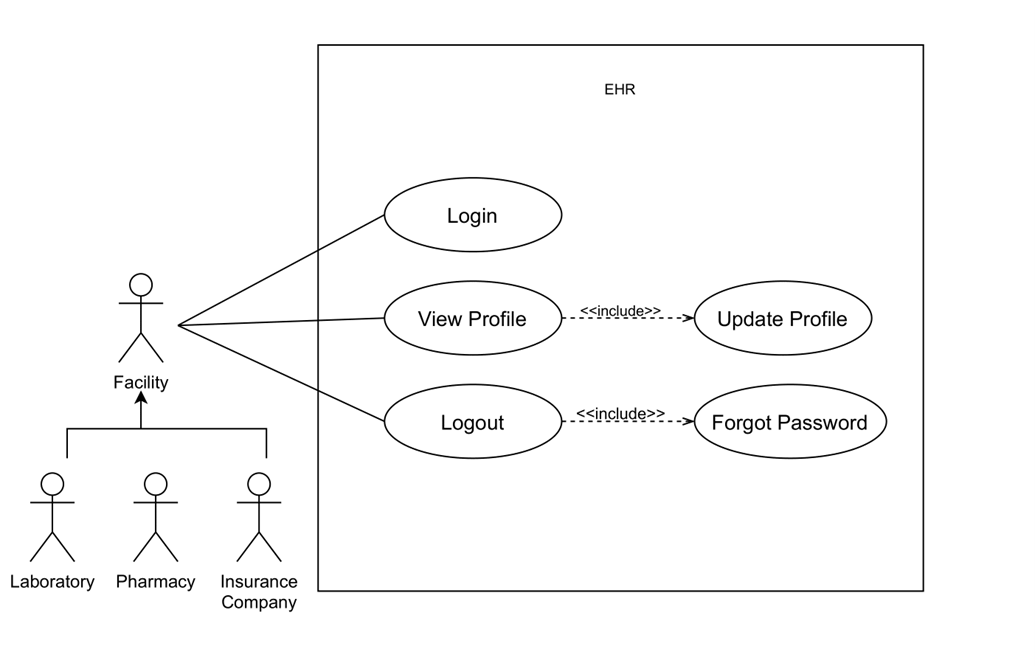 EHR
Login
View Profile
<<include>>
Update Profile
Facility
Logout
<<include>>
Forgot Password
Laboratory
Pharmacy
Insurance
Company